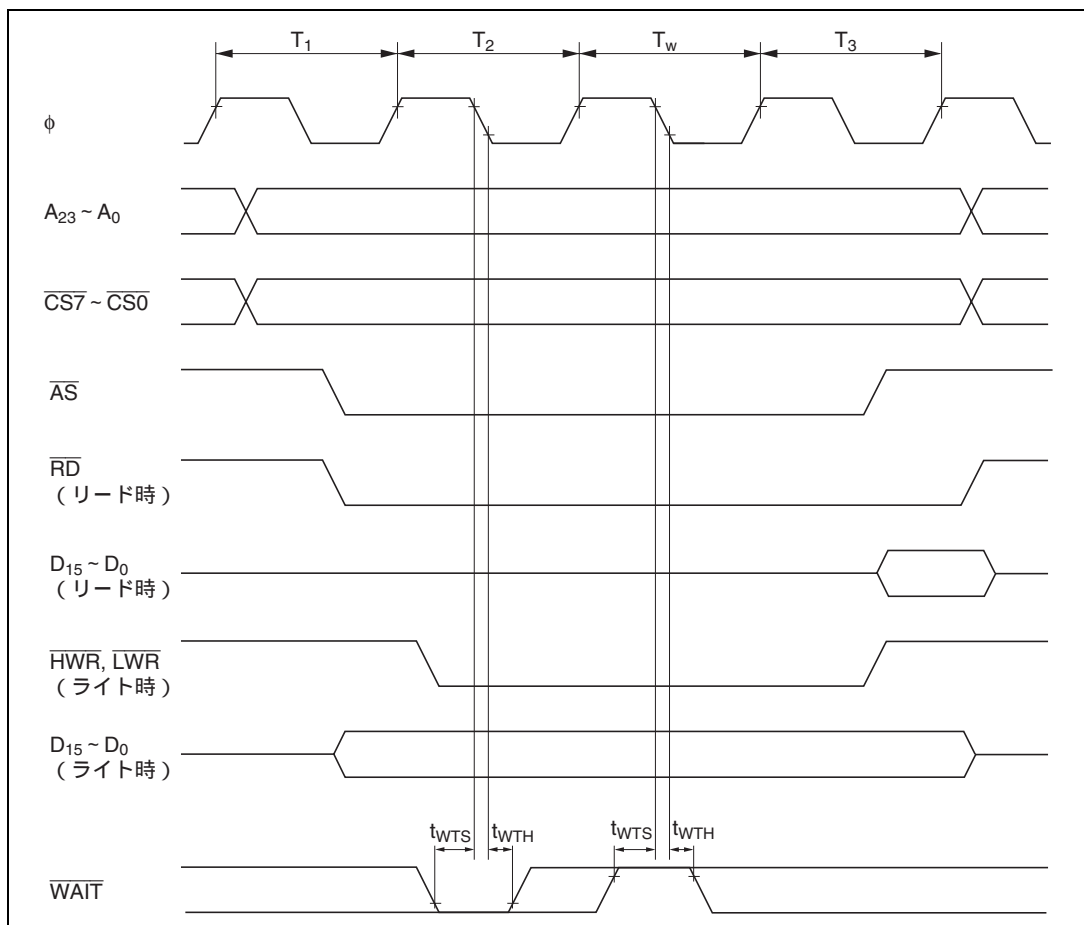 T1 T2 Tw T3
φ
A23 ~ A0
CS7 ~ CS0
AS
RD
(リード時)
D15 ~ D0
(リード時)
HWR, LWR
(ライト時)
D15 ~ D0
(ライト時)
tWTS tWTH tWTS tWTH
WAIT